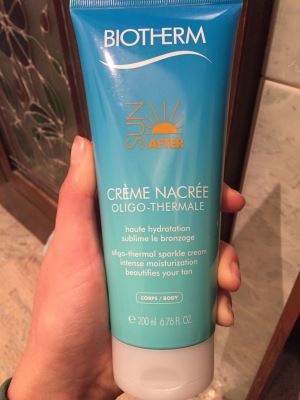 BIOTHERM
SUN
AFTER
CRÈME NACRÉE
OLIGO-THERMALE
haute hydratation
sublime le bronzage
oligo-thermal sparkle cream
intense moisturization
beautifies your tan
CORPS / BODY
℮ 200 ml 6.76 FL.OZ.